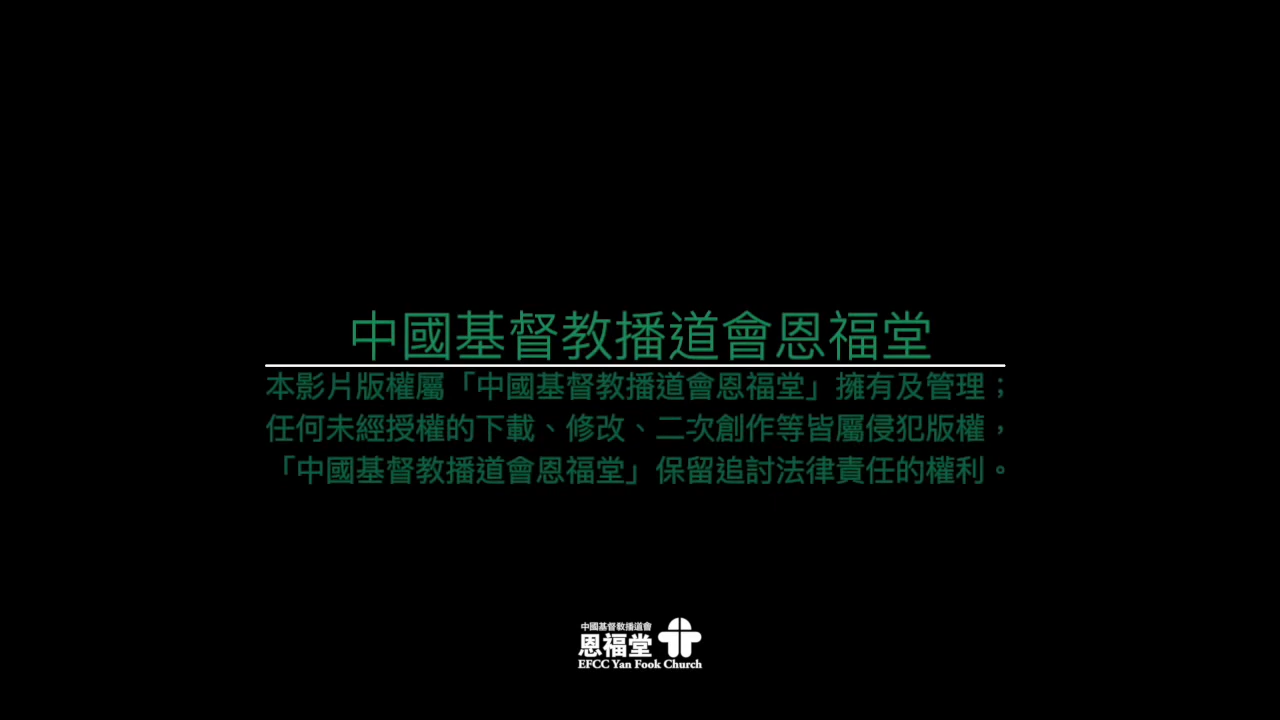 中國基督教播道會恩福堂
本影片版權屬「中國基督教播道會恩福堂」擁有及管理；
任何未經授權的下載、修改、二次創作等皆屬侵犯版權，
「中國基督教播道會恩福堂」保留追討法律責任的權利。
中國基督教播道會
恩福堂
EFCC Yan Fook Church